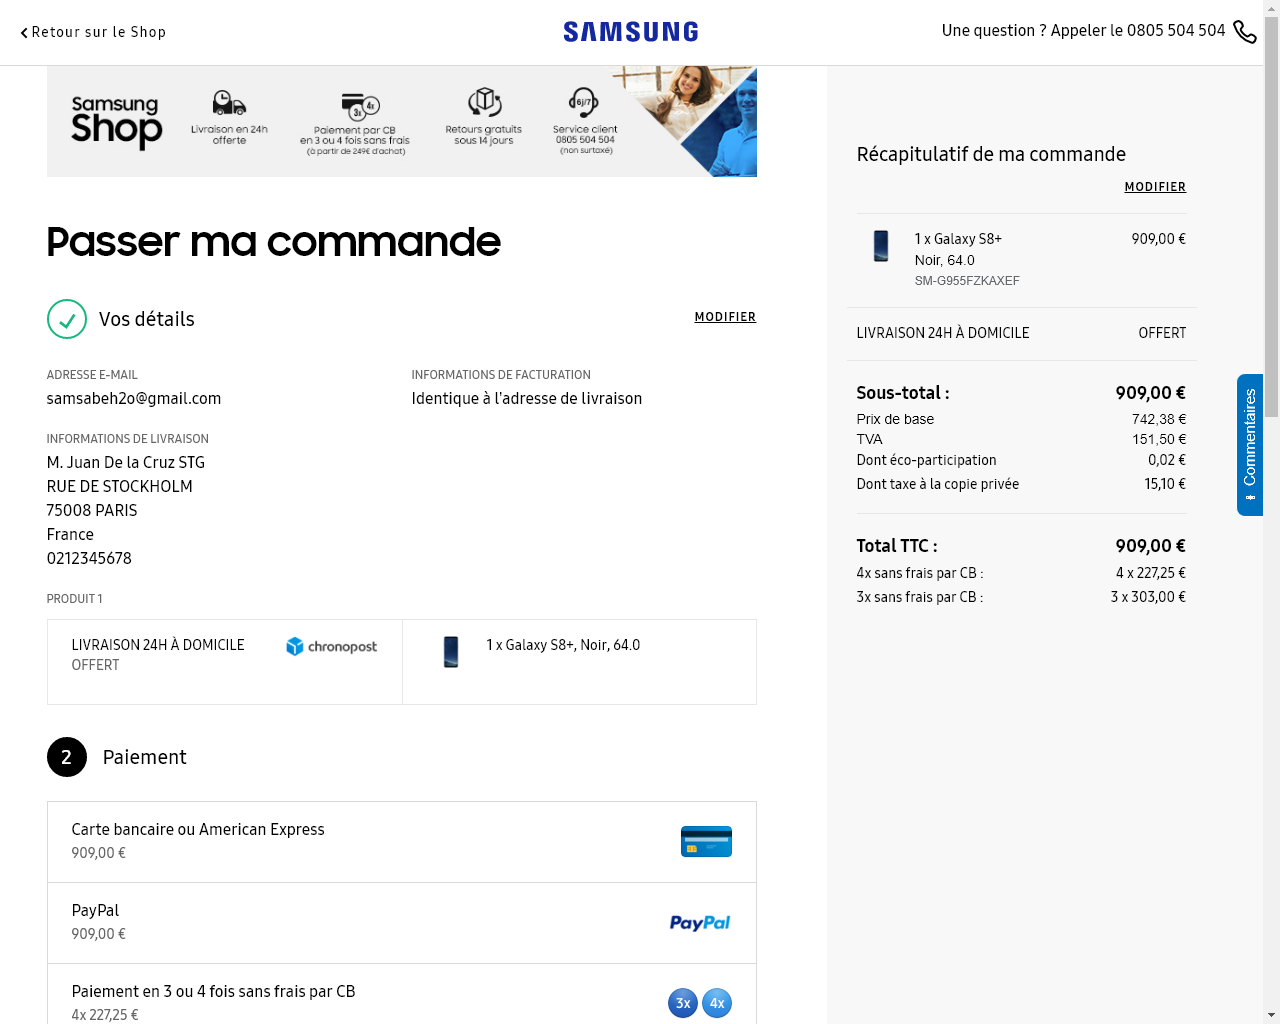 Retour sur le Shop
SAMSUNG
Une question ? Appeler le 0805 504 504
Samsung
Shop
Livraison en 24h
offerte
3x
4x
Paiement par CB
en 3 ou 4 fois sans frais
(à partir de 249€ d'achat)
Retours gratuits
sous 14 jours
6j/7
Service client
0805 504 504
(non surtaxé)
Passer ma commande
Vos détails
MODIFIER
ADRESSE E-MAIL
samsabeh2o@gmail.com
INFORMATIONS DE FACTURATION
Identique à l'adresse de livraison
INFORMATIONS DE LIVRAISON
M. Juan De la Cruz STG
RUE DE STOCKHOLM
75008 PARIS
France
0212345678
PRODUIT 1
LIVRAISON 24H À DOMICILE
OFFERT
chronopost
1 x Galaxy S8+, Noir, 64.0
2 Paiement
Carte bancaire ou American Express
909,00 €
PayPal
909,00 €
PayPal
Paiement en 3 ou 4 fois sans frais par CB
4x 227,25 €
3x
4x
Récapitulatif de ma commande
MODIFIER
1 x Galaxy S8+ 909,00 €
Noir, 64.0
SM-G955FZKAXEF
LIVRAISON 24H À DOMICILE OFFERT
Sous-total : 909,00 €
Prix de base 742,38 €
TVA 151,50 €
Dont éco-participation 0,02 €
Dont taxe à la copie privée 15,10 €
Total TTC : 909,00 €
4x sans frais par CB : 4 x 227,25 €
3x sans frais par CB : 3 x 303,00 €
Commentaires